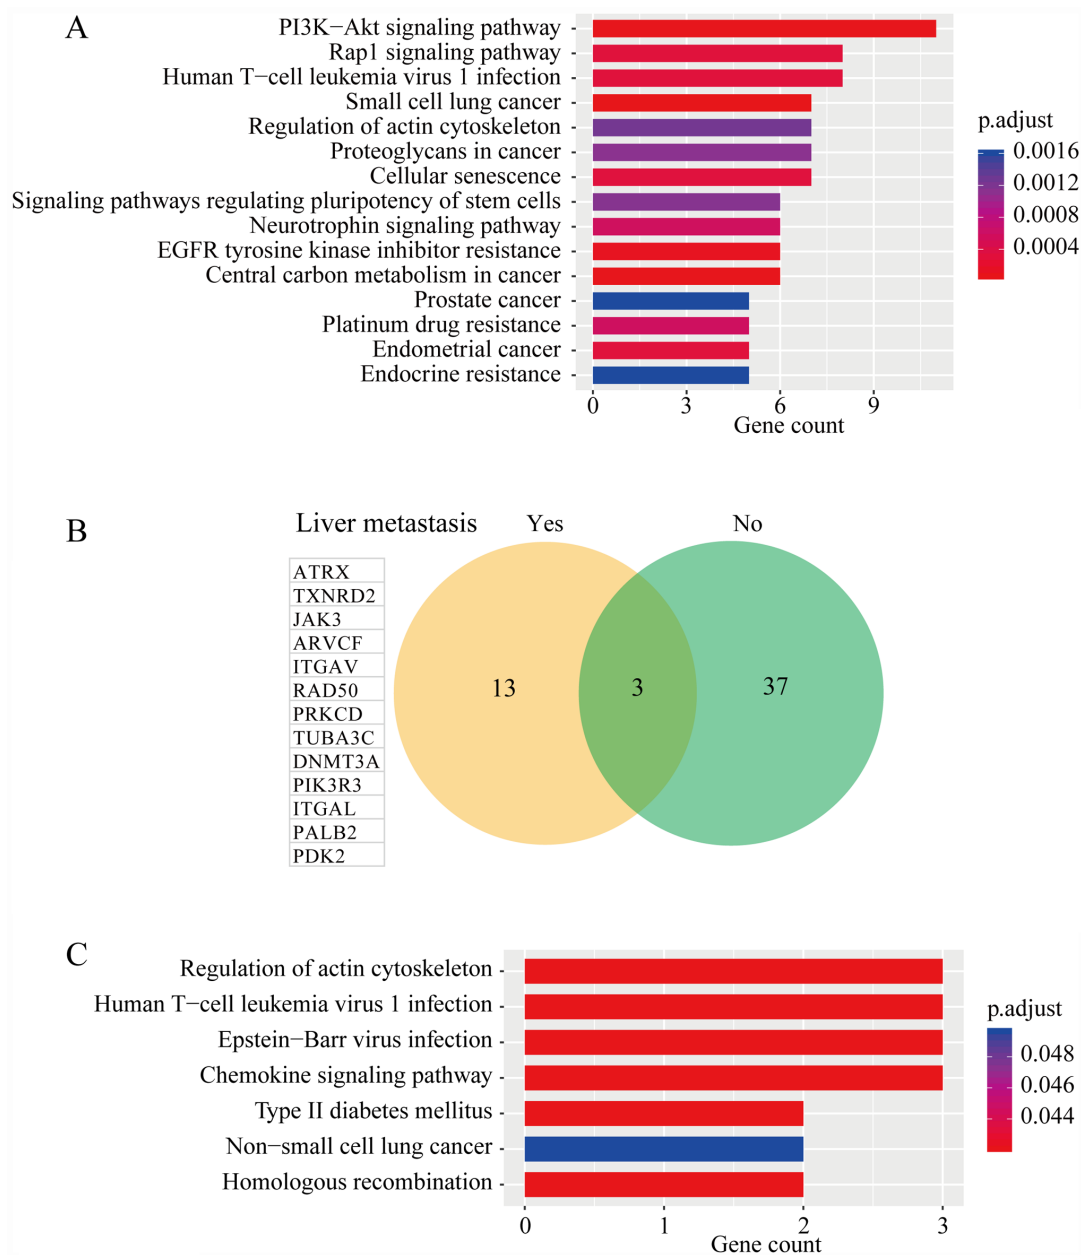 A
PI3K−Akt signaling pathway
Rap1 signaling pathway
Human T−cell leukemia virus 1 infection
Small cell lung cancer
Regulation of actin cytoskeleton
Proteoglycans in cancer
Cellular senescence
Signaling pathways regulating pluripotency of stem cells
Neurotrophin signaling pathway
EGFR tyrosine kinase inhibitor resistance
Central carbon metabolism in cancer
Prostate cancer
Platinum drug resistance
Endometrial cancer
Endocrine resistance
0 3 6 9
Gene count
p.adjust
0.0016
0.0012
0.0008
0.0004
B
Liver metastasis Yes No
ATRX
TXNRD2
JAK3
ARVCF
ITGAV
RAD50
PRKCD
TUBA3C
DNMT3A
PIK3R3
ITGAL
PALB2
PDK2
13 3 37
C
Regulation of actin cytoskeleton
Human T−cell leukemia virus 1 infection
Epstein−Barr virus infection
Chemokine signaling pathway
Type II diabetes mellitus
Non−small cell lung cancer
Homologous recombination
0 1 2 3
Gene count
p.adjust
0.048
0.046
0.044